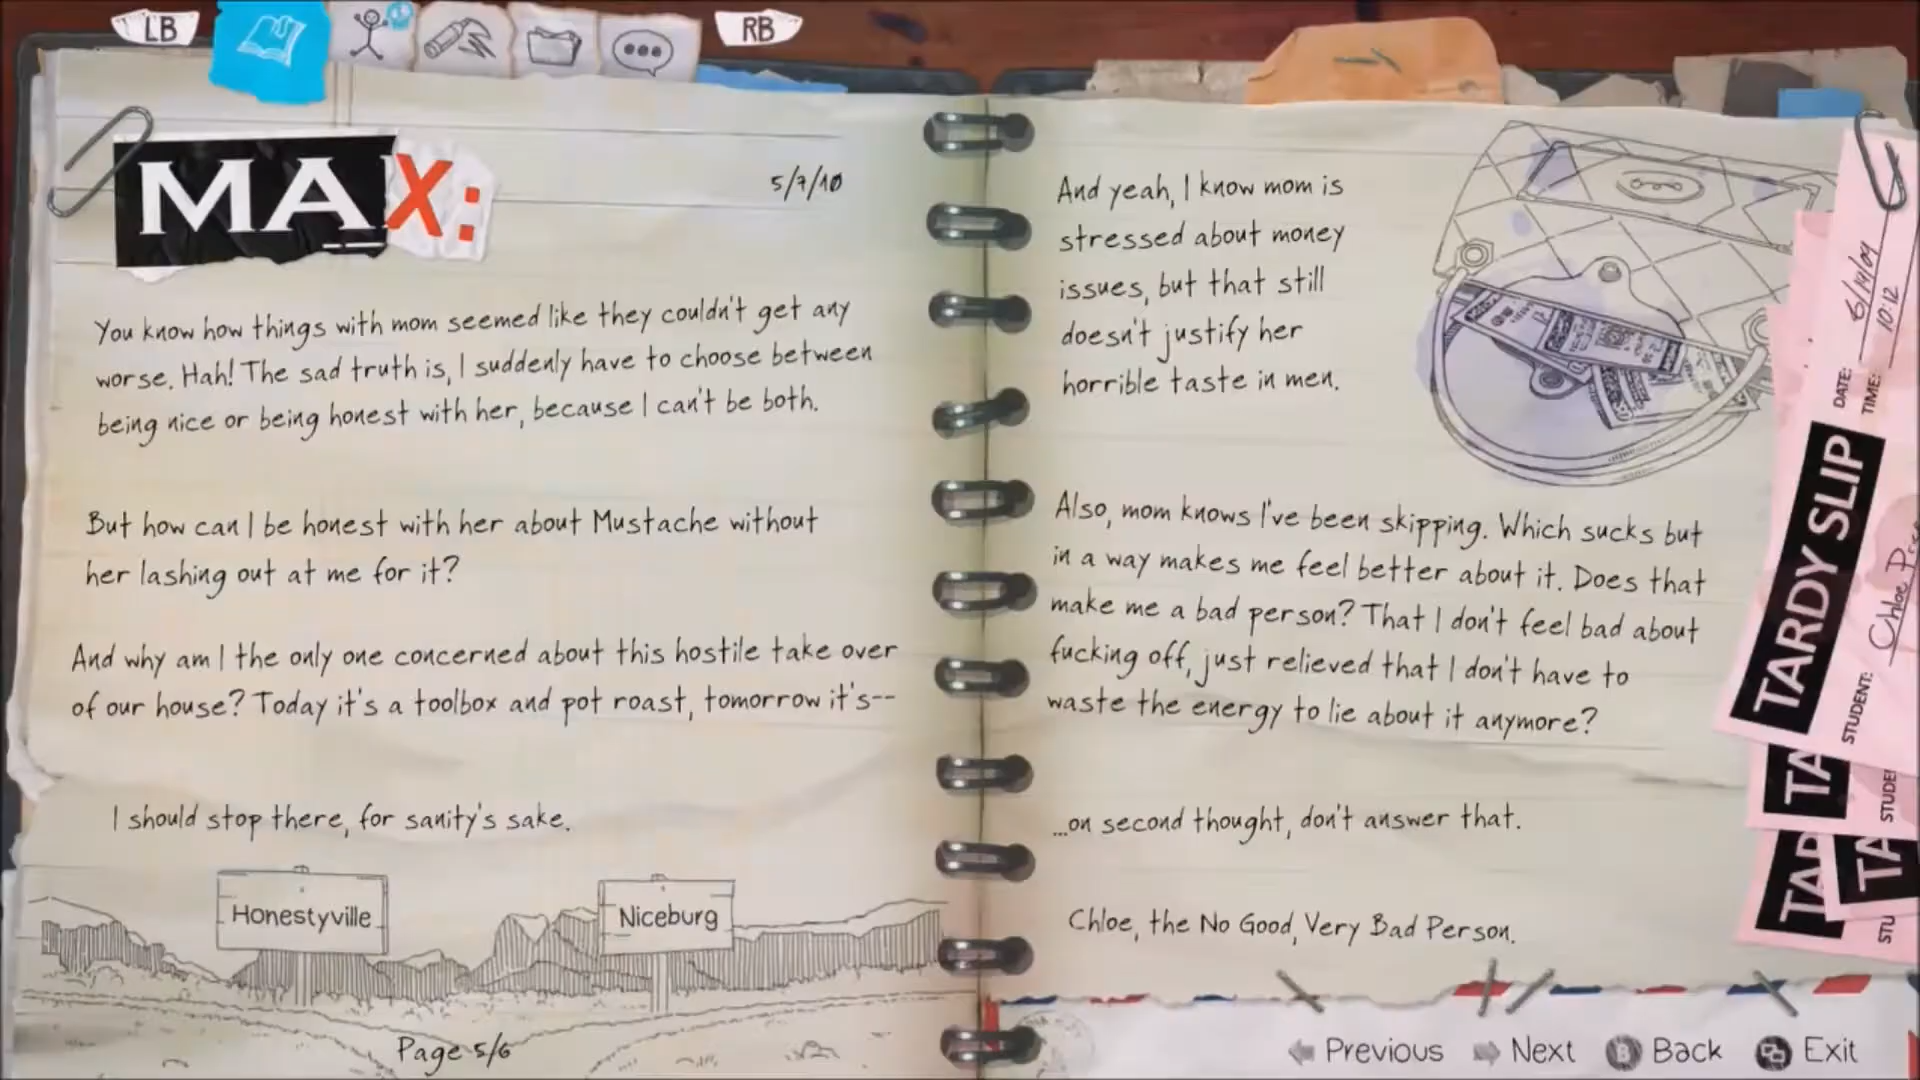 LB
RB
MAX:
5/7/10
You know how things with mom seemed like they couldn't get any
worse. Hah! The sad truth is, I suddenly have to choose between
being nice or being honest with her, because I can't be both.
But how can I be honest with her about Mustache without
her lashing out at me for it?
And why am I the only one concerned about this hostile take over
of our house? Today it's a toolbox and pot roast, tomorrow it's--
I should stop there, for sanity's sake.
Honestyville
Niceburg
Page 5/6
And yeah, I know mom is
stressed about money
issues, but that still
doesn't justify her
horrible taste in men.
Also, mom knows I've been skipping. Which sucks but
in a way makes me feel better about it. Does that
make me a bad person? That I don't feel bad about
fucking off, just relieved that I don't have to
waste the energy to lie about it anymore?
...on second thought, don't answer that.
Chloe, the No Good, Very Bad Person.
TARDY SLIP
DATE: 6/14/09
TIME: 10:12
STUDENT: Chloe
TA
TAR
TA
Previous
Next
B Back
Exit